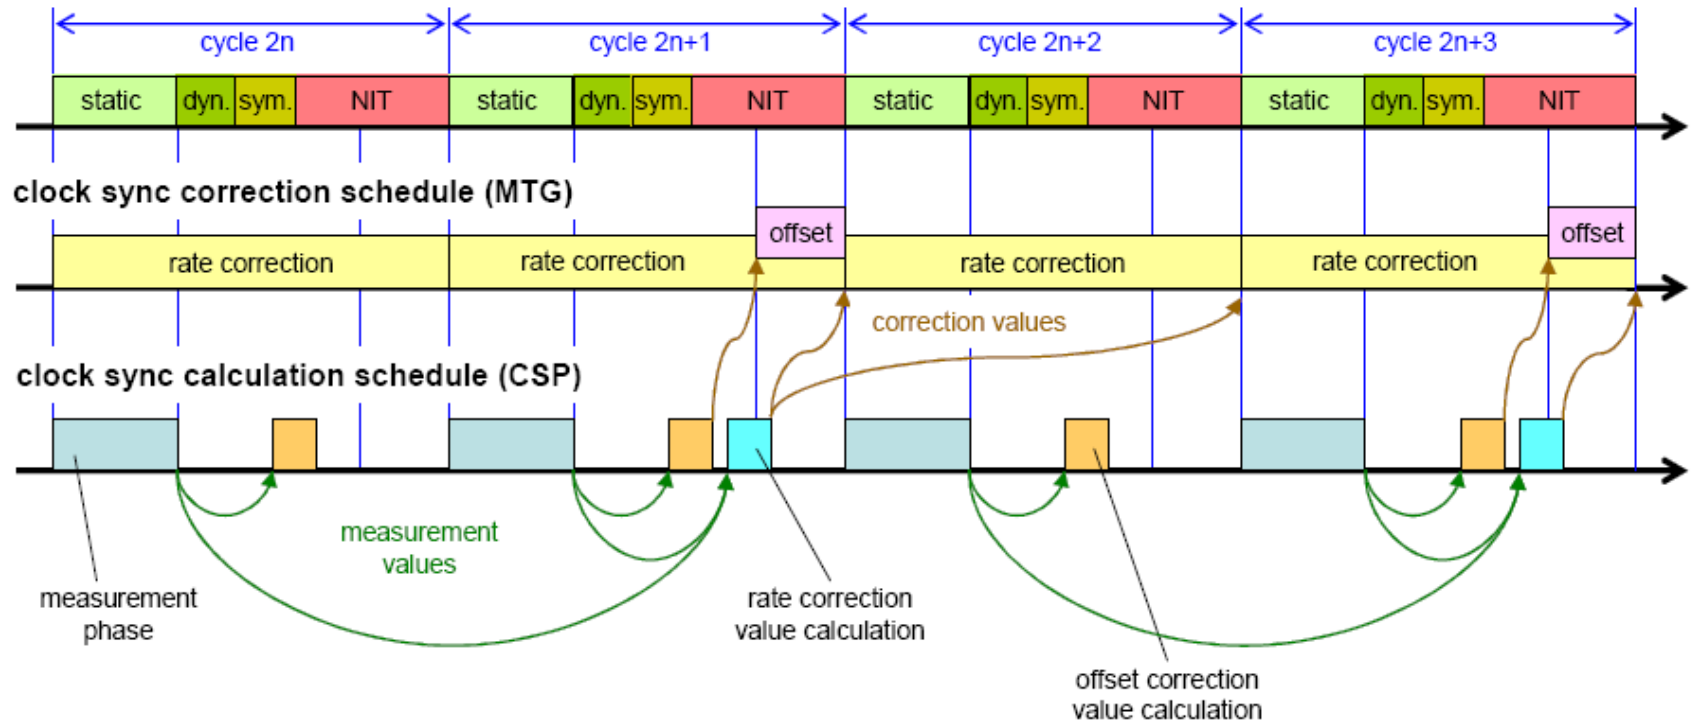 cycle 2n
cycle 2n+1
cycle 2n+2
cycle 2n+3
static dyn. sym. NIT static dyn. sym. NIT static dyn. sym. NIT static dyn. sym. NIT
clock sync correction schedule (MTG)
offset
offset
rate correction
rate correction
rate correction
rate correction
correction values
clock sync calculation schedule (CSP)
measurement
values
measurement
phase
rate correction
value calculation
offset correction
value calculation